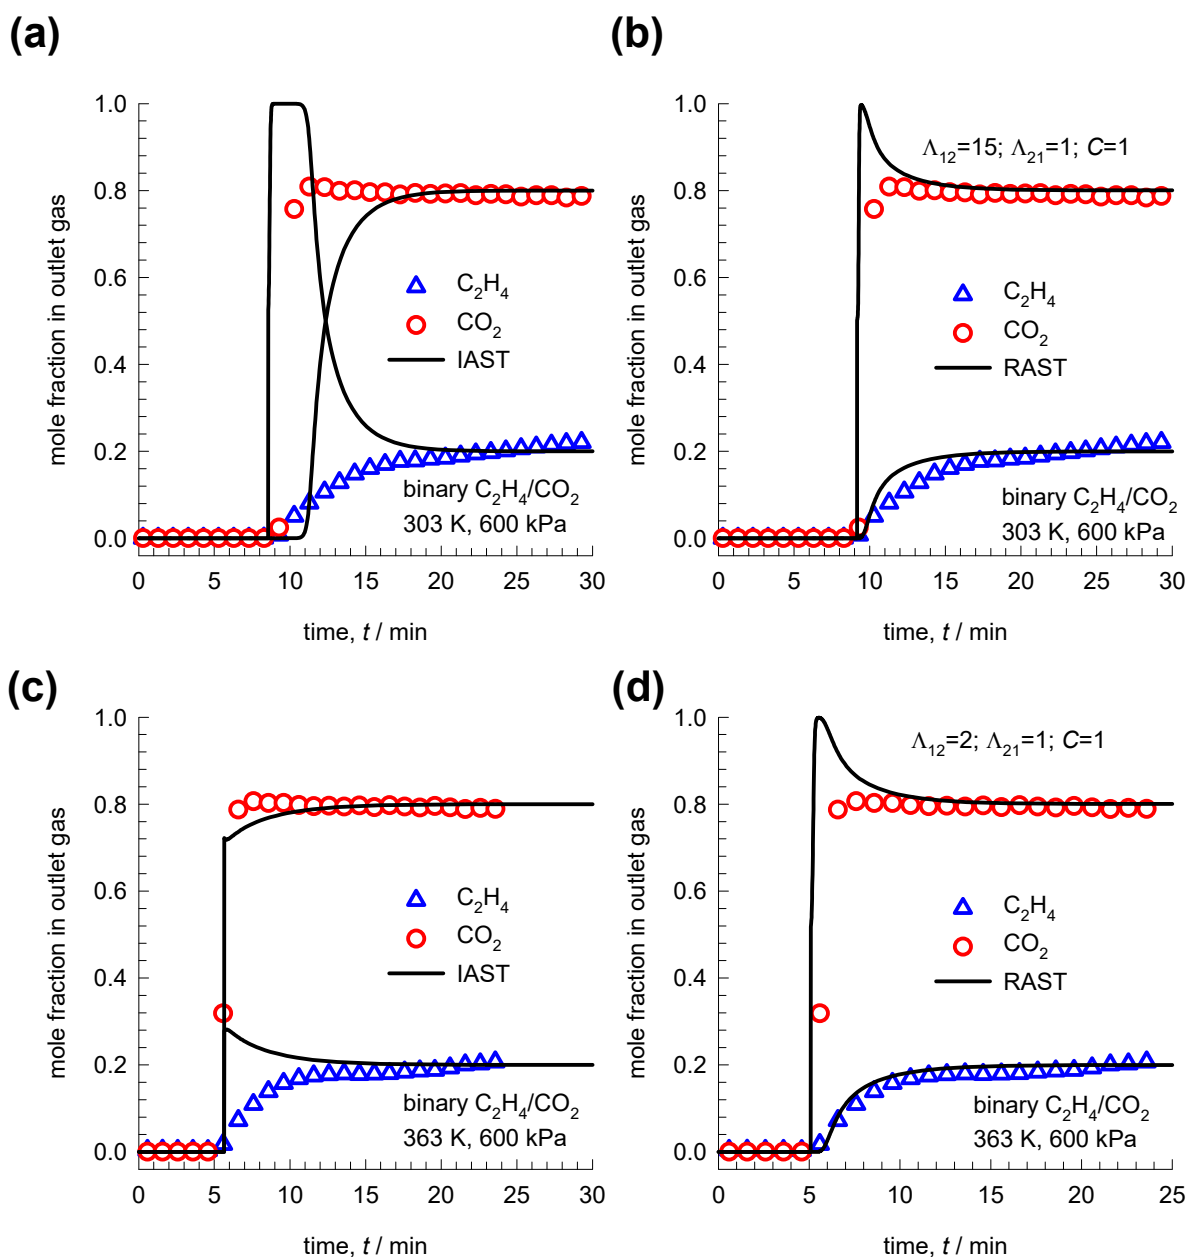 (a)
mole fraction in outlet gas
1.0
0.8
0.6
0.4
0.2
0.0
C₂H₄
CO₂
IAST
binary C₂H₄/CO₂
303 K, 600 kPa
0 5 10 15 20 25 30
time, t / min
(b)
mole fraction in outlet gas
1.0
0.8
0.6
0.4
0.2
0.0
Λ₁₂=15; Λ₂₁=1; C=1
C₂H₄
CO₂
RAST
binary C₂H₄/CO₂
303 K, 600 kPa
0 5 10 15 20 25 30
time, t / min
(c)
mole fraction in outlet gas
1.0
0.8
0.6
0.4
0.2
0.0
C₂H₄
CO₂
IAST
binary C₂H₄/CO₂
363 K, 600 kPa
0 5 10 15 20 25 30
time, t / min
(d)
mole fraction in outlet gas
1.0
0.8
0.6
0.4
0.2
0.0
Λ₁₂=2; Λ₂₁=1; C=1
C₂H₄
CO₂
RAST
binary C₂H₄/CO₂
363 K, 600 kPa
0 5 10 15 20 25
time, t / min